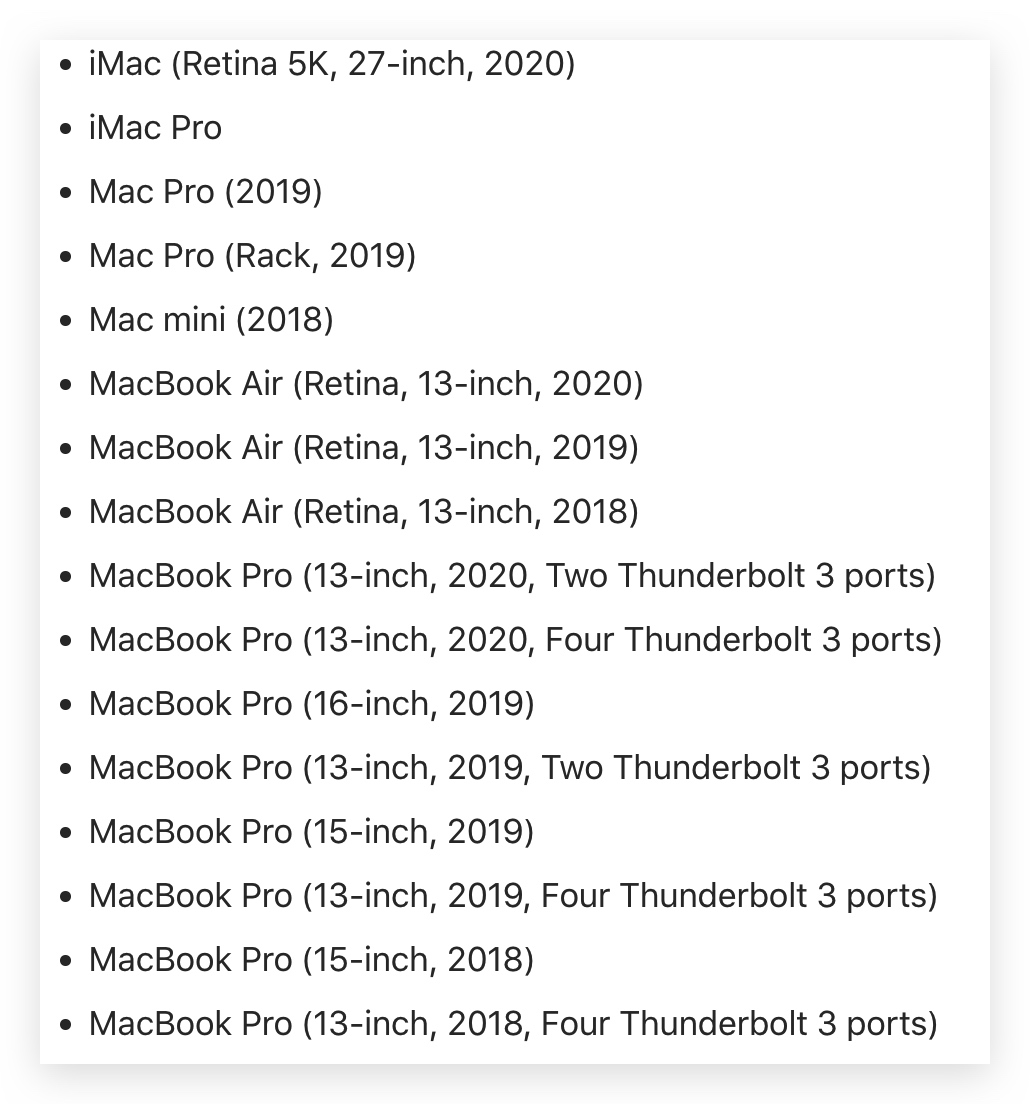 • iMac (Retina 5K, 27-inch, 2020)
• iMac Pro
• Mac Pro (2019)
• Mac Pro (Rack, 2019)
• Mac mini (2018)
• MacBook Air (Retina, 13-inch, 2020)
• MacBook Air (Retina, 13-inch, 2019)
• MacBook Air (Retina, 13-inch, 2018)
• MacBook Pro (13-inch, 2020, Two Thunderbolt 3 ports)
• MacBook Pro (13-inch, 2020, Four Thunderbolt 3 ports)
• MacBook Pro (16-inch, 2019)
• MacBook Pro (13-inch, 2019, Two Thunderbolt 3 ports)
• MacBook Pro (15-inch, 2019)
• MacBook Pro (13-inch, 2019, Four Thunderbolt 3 ports)
• MacBook Pro (15-inch, 2018)
• MacBook Pro (13-inch, 2018, Four Thunderbolt 3 ports)